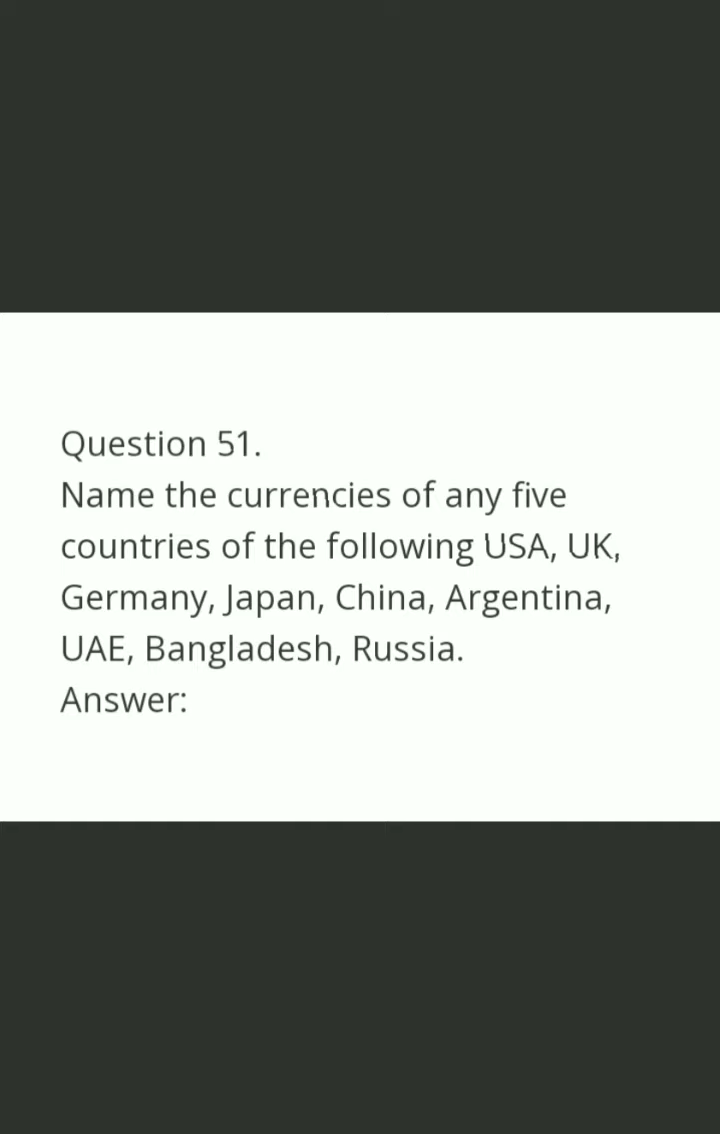 Question 51.
Name the currencies of any five
countries of the following USA, UK,
Germany, Japan, China, Argentina,
UAE, Bangladesh, Russia.
Answer: